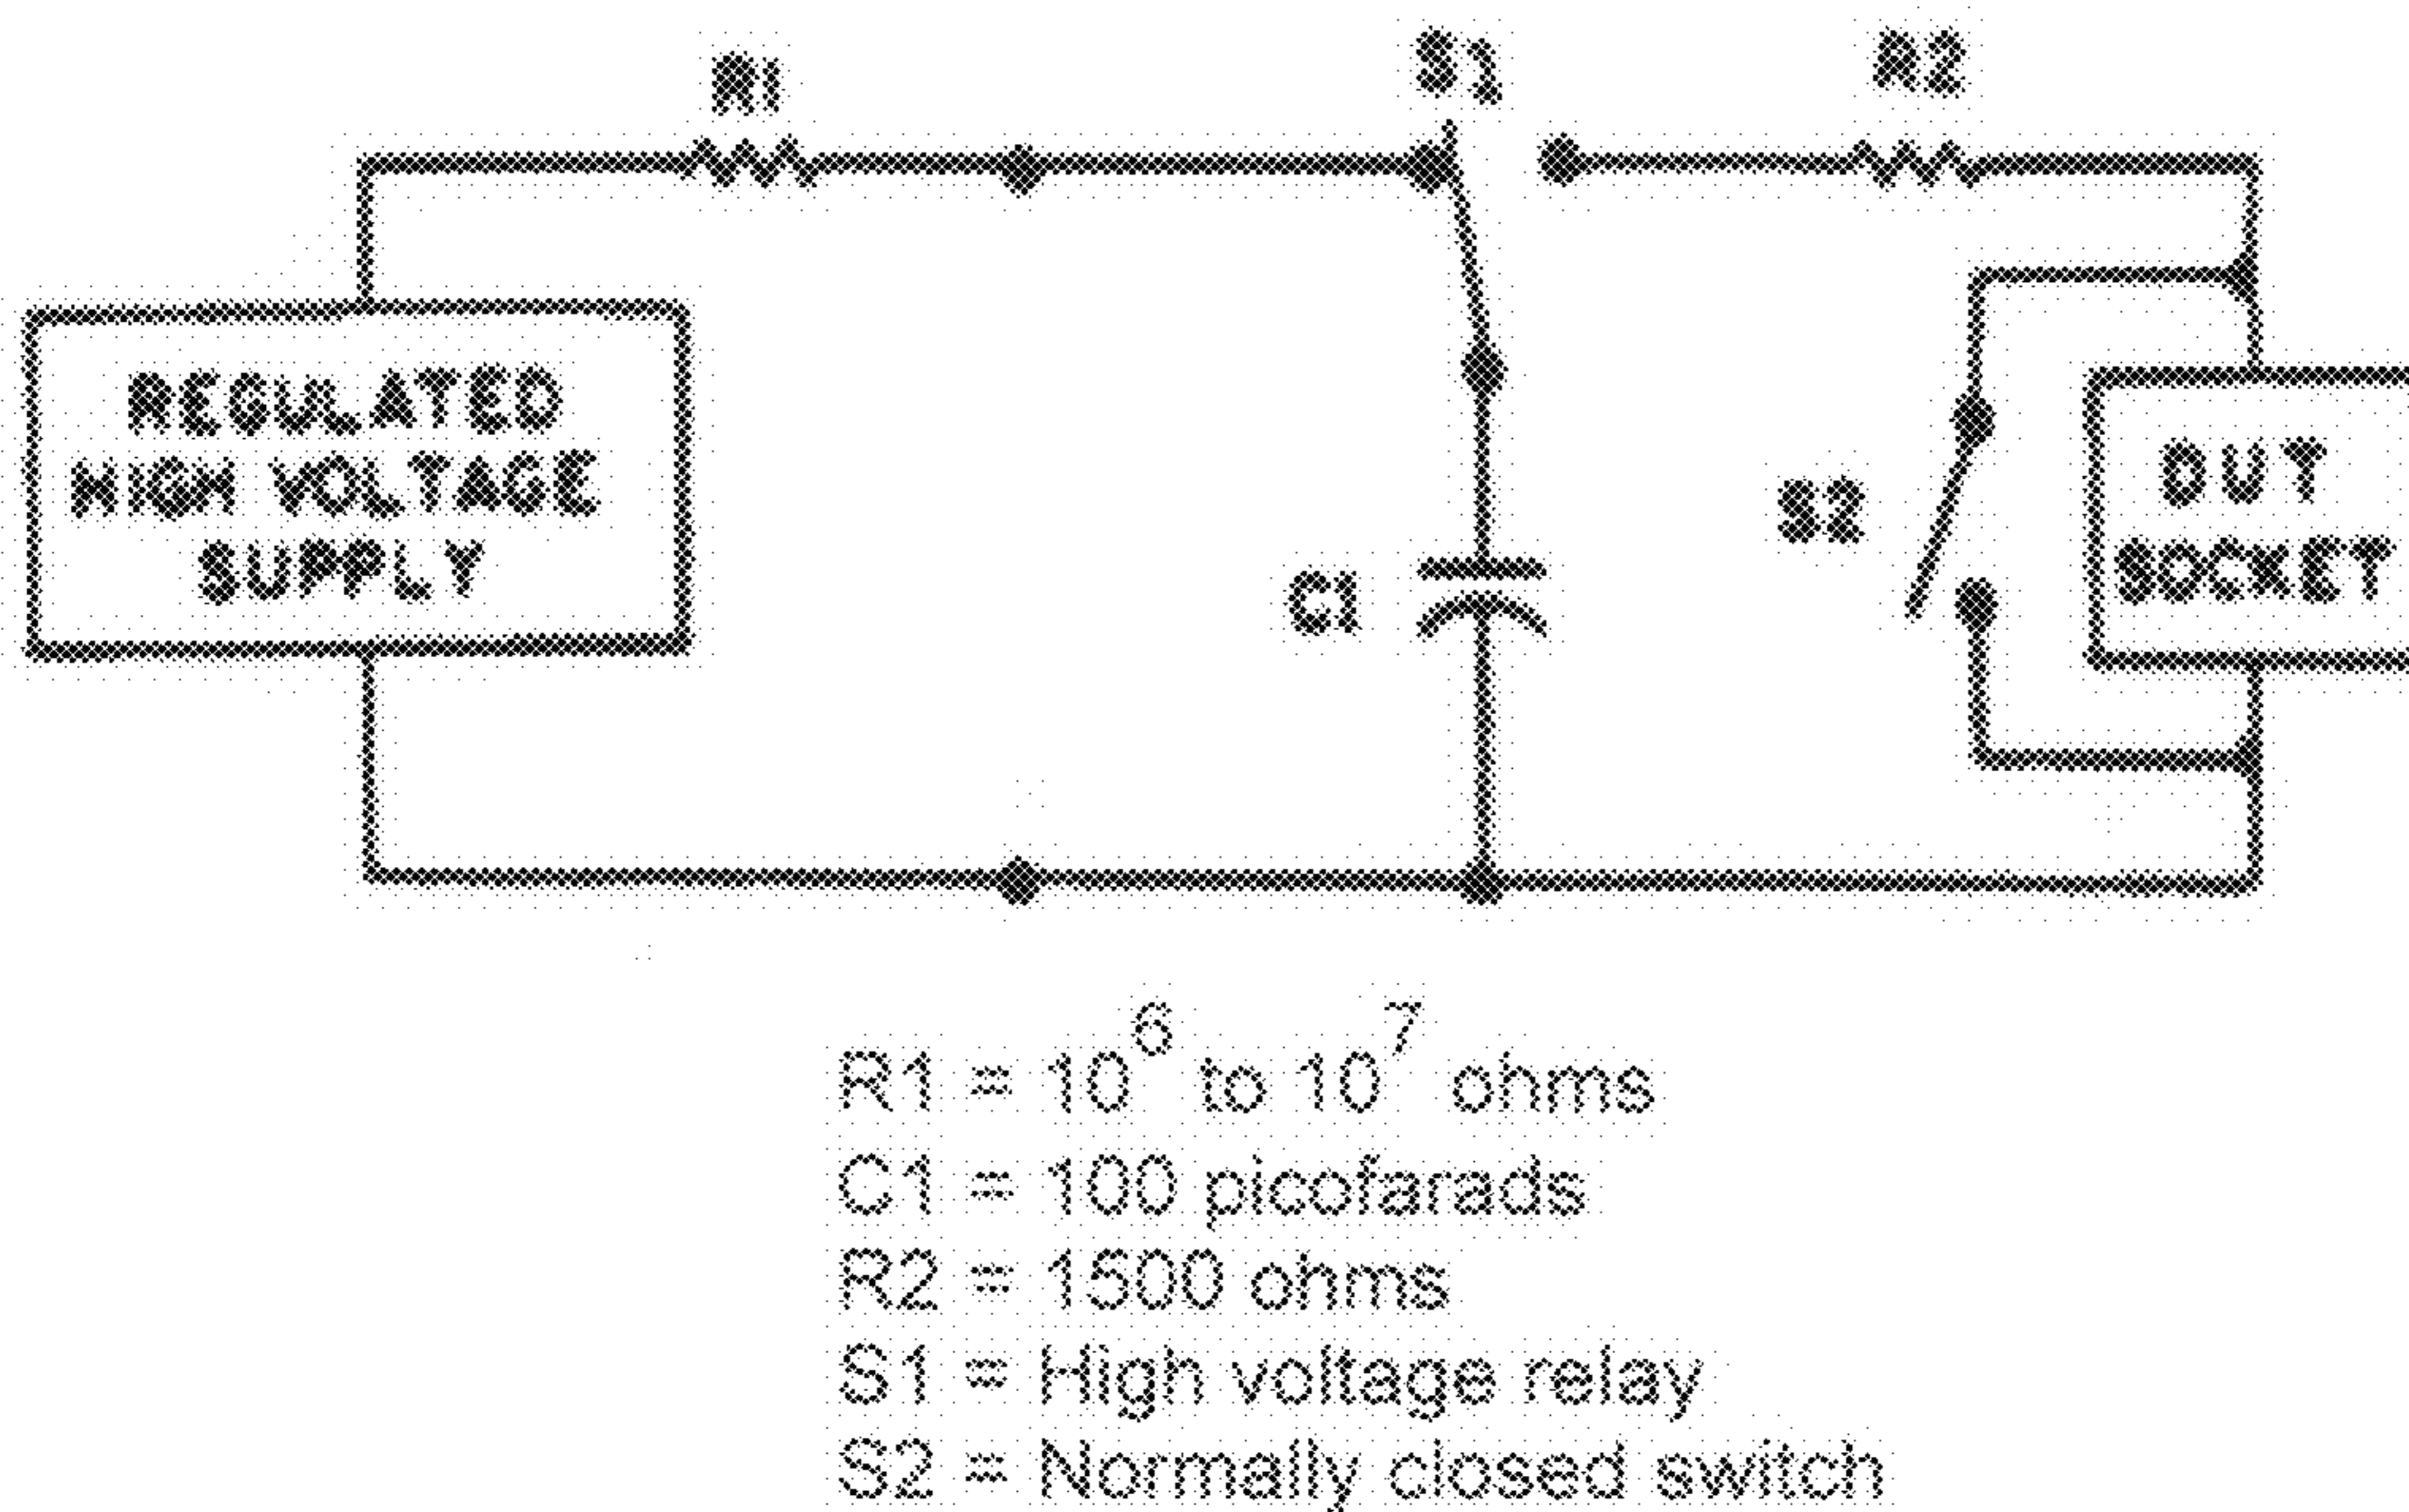 R1
S1
R2
REGULATED
HIGH VOLTAGE
SUPPLY
C1
S2
DUT
SOCKET
R1 = 10⁶ to 10⁷ ohms
C1 = 100 picofarads
R2 = 1500 ohms
S1 = High voltage relay
S2 = Normally closed switch